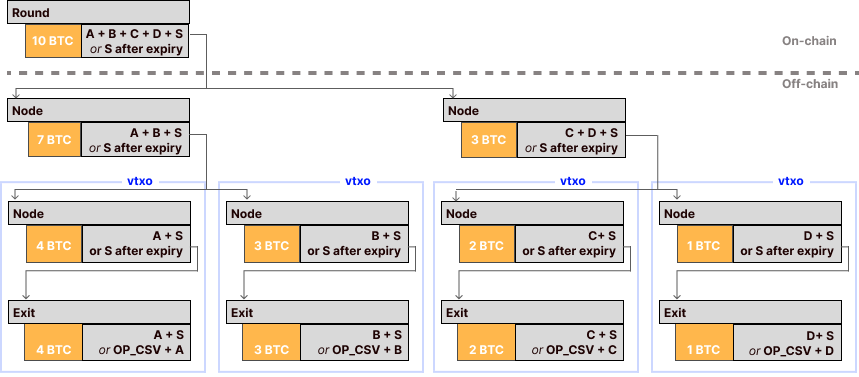 Round
10 BTC
A + B + C + D + S
or S after expiry
On-chain
Off-chain
Node
7 BTC
A + B + S
or S after expiry
Node
3 BTC
C + D + S
or S after expiry
vtxo
Node
4 BTC
A + S
or S after expiry
Exit
4 BTC
A + S
or OP_CSV + A
vtxo
Node
3 BTC
B + S
or S after expiry
Exit
3 BTC
B + S
or OP_CSV + B
vtxo
Node
2 BTC
C+ S
or S after expiry
Exit
2 BTC
C + S
or OP_CSV + C
vtxo
Node
1 BTC
D + S
or S after expiry
Exit
1 BTC
D+ S
or OP_CSV + D